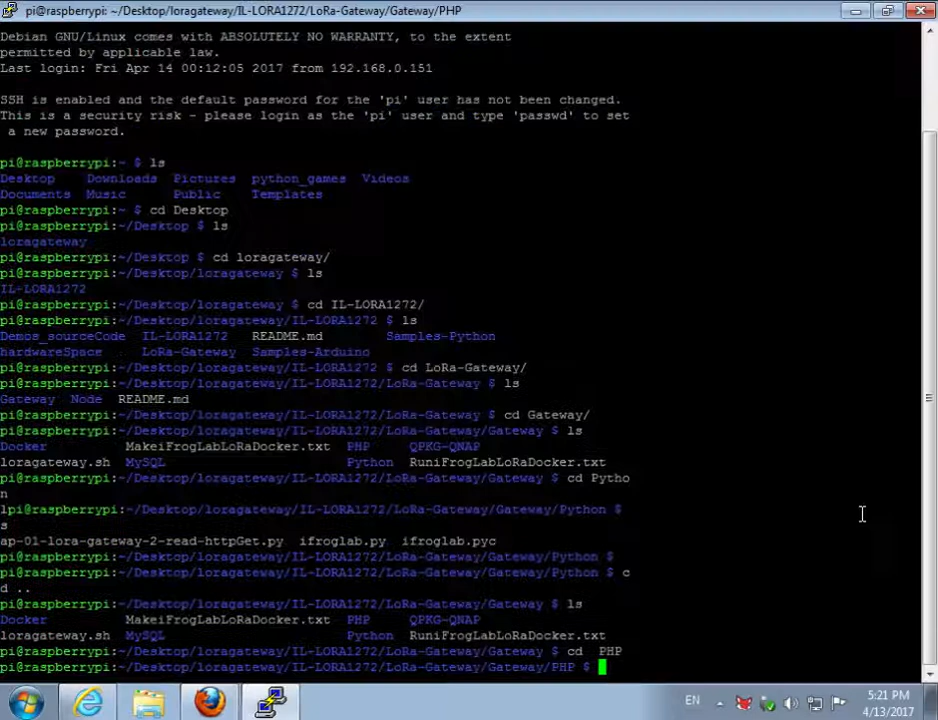 pi@raspberrypi: ~/Desktop/loragateway/IL-LORA1272/LoRa-Gateway/Gateway/PHP
Debian GNU/Linux comes with ABSOLUTELY NO WARRANTY, to the extent
permitted by applicable law.
Last login: Fri Apr 14 00:12:05 2017 from 192.168.0.151
SSH is enabled and the default password for the 'pi' user has not been changed.
This is a security risk - please login as the 'pi' user and type 'passwd' to set
a new password.
pi@raspberrypi:~ $ ls
Desktop Downloads Pictures python_games Videos
Documents Music Public Templates
pi@raspberrypi:~ $ cd Desktop
pi@raspberrypi:~/Desktop $ ls
loragateway
pi@raspberrypi:~/Desktop $ cd loragateway/
pi@raspberrypi:~/Desktop/loragateway $ ls
IL-LORA1272
pi@raspberrypi:~/Desktop/loragateway $ cd IL-LORA1272/
pi@raspberrypi:~/Desktop/loragateway/IL-LORA1272 $ ls
Demos_sourceCode IL-LORA1272 README.md Samples-Python
hardwareSpace LoRa-Gateway Samples-Arduino
pi@raspberrypi:~/Desktop/loragateway/IL-LORA1272 $ cd LoRa-Gateway/
pi@raspberrypi:~/Desktop/loragateway/IL-LORA1272/LoRa-Gateway $ ls
Gateway Node README.md
pi@raspberrypi:~/Desktop/loragateway/IL-LORA1272/LoRa-Gateway $ cd Gateway/
pi@raspberrypi:~/Desktop/loragateway/IL-LORA1272/LoRa-Gateway/Gateway $ ls
Docker MakeiFrogLabLoRaDocker.txt PHP QPKG-QNAP
loragateway.sh MySQL Python RuniFrogLabLoRaDocker.txt
pi@raspberrypi:~/Desktop/loragateway/IL-LORA1272/LoRa-Gateway/Gateway $ cd Pytho
n
lpi@raspberrypi:~/Desktop/loragateway/IL-LORA1272/LoRa-Gateway/Gateway/Python $
s
ap-01-lora-gateway-2-read-httpGet.py ifroglab.py ifroglab.pyc
pi@raspberrypi:~/Desktop/loragateway/IL-LORA1272/LoRa-Gateway/Gateway/Python $
pi@raspberrypi:~/Desktop/loragateway/IL-LORA1272/LoRa-Gateway/Gateway/Python $ c
d ..
pi@raspberrypi:~/Desktop/loragateway/IL-LORA1272/LoRa-Gateway/Gateway $ ls
Docker MakeiFrogLabLoRaDocker.txt PHP QPKG-QNAP
loragateway.sh MySQL Python RuniFrogLabLoRaDocker.txt
pi@raspberrypi:~/Desktop/loragateway/IL-LORA1272/LoRa-Gateway/Gateway $ cd  PHP
pi@raspberrypi:~/Desktop/loragateway/IL-LORA1272/LoRa-Gateway/Gateway/PHP $
EN
5:21 PM
4/13/2017